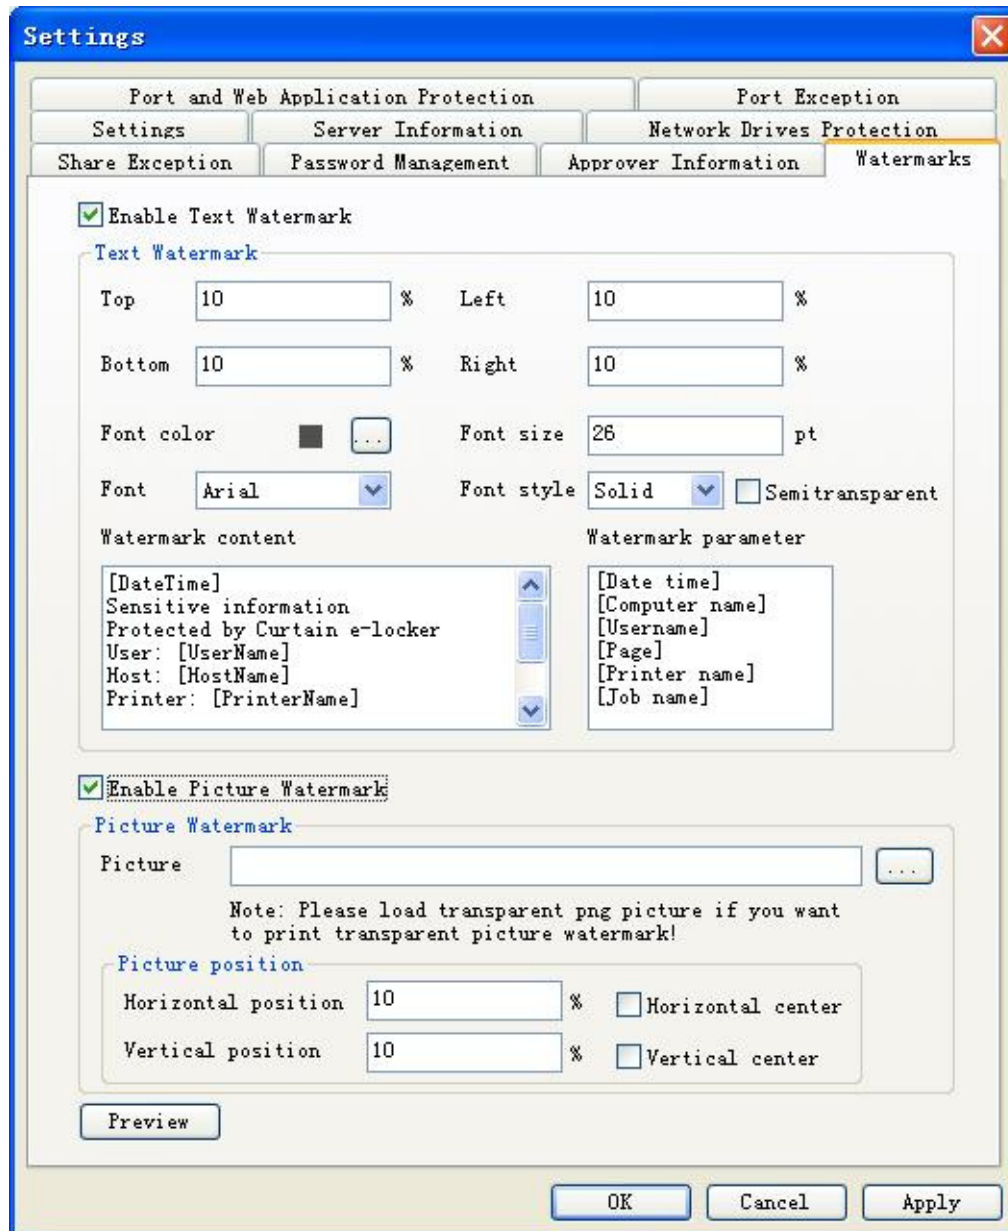 Settings
Port and Web Application Protection Port Exception
Settings Server Information Network Drives Protection
Share Exception Password Management Approver Information Watermarks
Enable Text Watermark
Text Watermark
Top 10 % Left 10 %
Bottom 10 % Right 10 %
Font color ... Font size 26 pt
Font Arial Font style Solid Semitransparent
Watermark content Watermark parameter
[DateTime]
Sensitive information
Protected by Curtain e-locker
User: [UserName]
Host: [HostName]
Printer: [PrinterName]
[Date time]
[Computer name]
[Username]
[Page]
[Printer name]
[Job name]
Enable Picture Watermark
Picture Watermark
Picture ...
Note: Please load transparent png picture if you want
to print transparent picture watermark!
Picture position
Horizontal position 10 % Horizontal center
Vertical position 10 % Vertical center
Preview
OK Cancel Apply